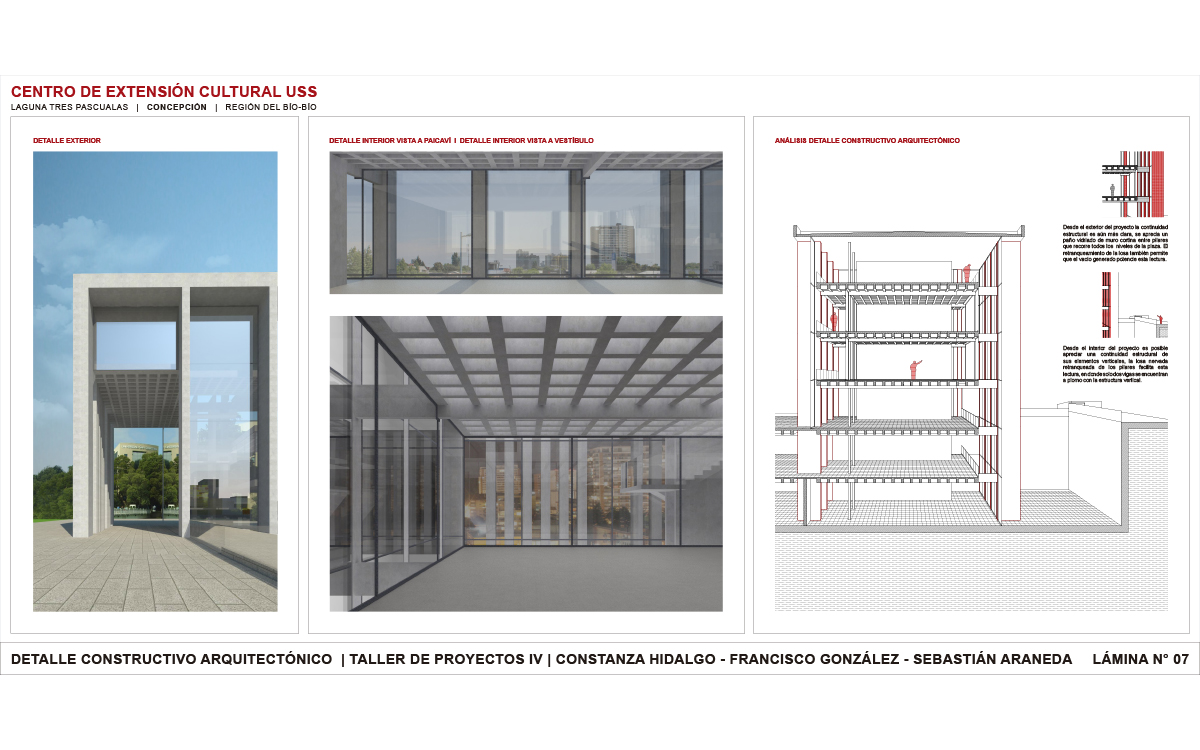 CENTRO DE EXTENSIÓN CULTURAL USS
LAGUNA TRES PASCUALAS | CONCEPCIÓN | REGIÓN DEL BÍO-BÍO
DETALLE EXTERIOR
DETALLE INTERIOR VISTA A PAICAVÍ I DETALLE INTERIOR VISTA A VESTÍBULO
ANÁLISIS DETALLE CONSTRUCTIVO ARQUITECTÓNICO
Desde el exterior del proyecto la continuidad
estructural es aún más clara, se aprecia un
paño vidriado de muro cortina entre pilares
que recorre todos los niveles de la plaza. El
retranqueamiento de la losa también permite
que el vacío generado potencie esta lectura.
Desde el interior del proyecto es posible
apreciar una continuidad estructural de
sus elementos verticales, la losa nervada
retranqueada de los pilares facilita esta
lectura, en donde solo dos vigas se encuentran
a plomo con la estructura vertical.
DETALLE CONSTRUCTIVO ARQUITECTÓNICO | TALLER DE PROYECTOS IV | CONSTANZA HIDALGO - FRANCISCO GONZÁLEZ - SEBASTIÁN ARANEDA LÁMINA N° 07